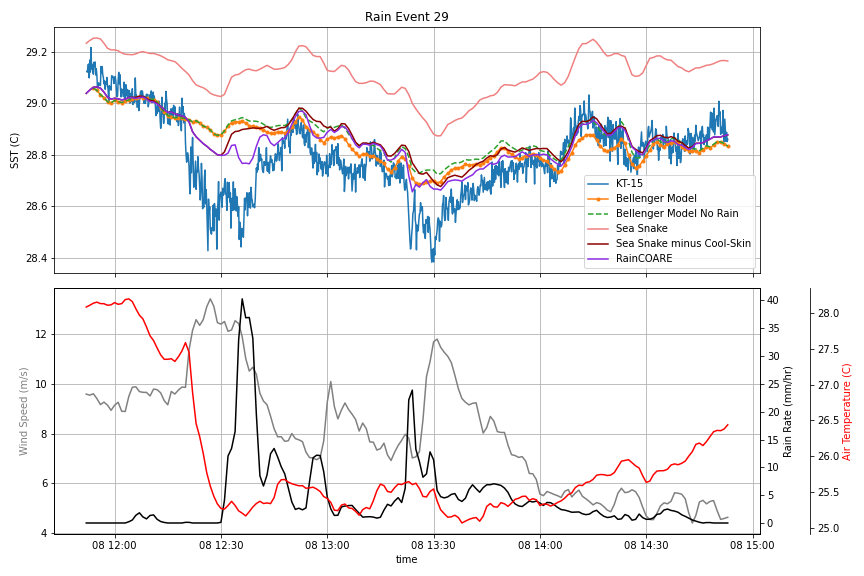 Rain Event 29
29.2
29.0
28.8
28.6
28.4
SST (C)
KT-15
Bellenger Model
Bellenger Model No Rain
Sea Snake
Sea Snake minus Cool-Skin
RainCOARE
12
10
8
6
4
Wind Speed (m/s)
40
35
30
25
20
15
10
5
0
Rain Rate (mm/hr)
28.0
27.5
27.0
26.5
26.0
25.5
25.0
Air Temperature (C)
08 12:00 08 12:30 08 13:00 08 13:30 08 14:00 08 14:30 08 15:00
time